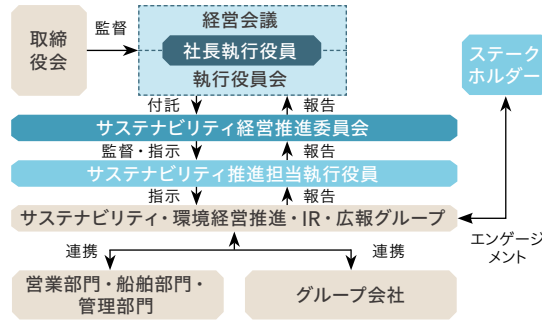 取締
役会
監督
経営会議
社長執行役員
執行役員会
ステーク
ホルダー
付託
報告
サステナビリティ経営推進委員会
監督・指示
報告
サステナビリティ推進担当執行役員
指示
報告
サステナビリティ・環境経営推進・IR・広報グループ
エンゲージ
メント
連携
連携
営業部門・船舶部門・
管理部門
グループ会社